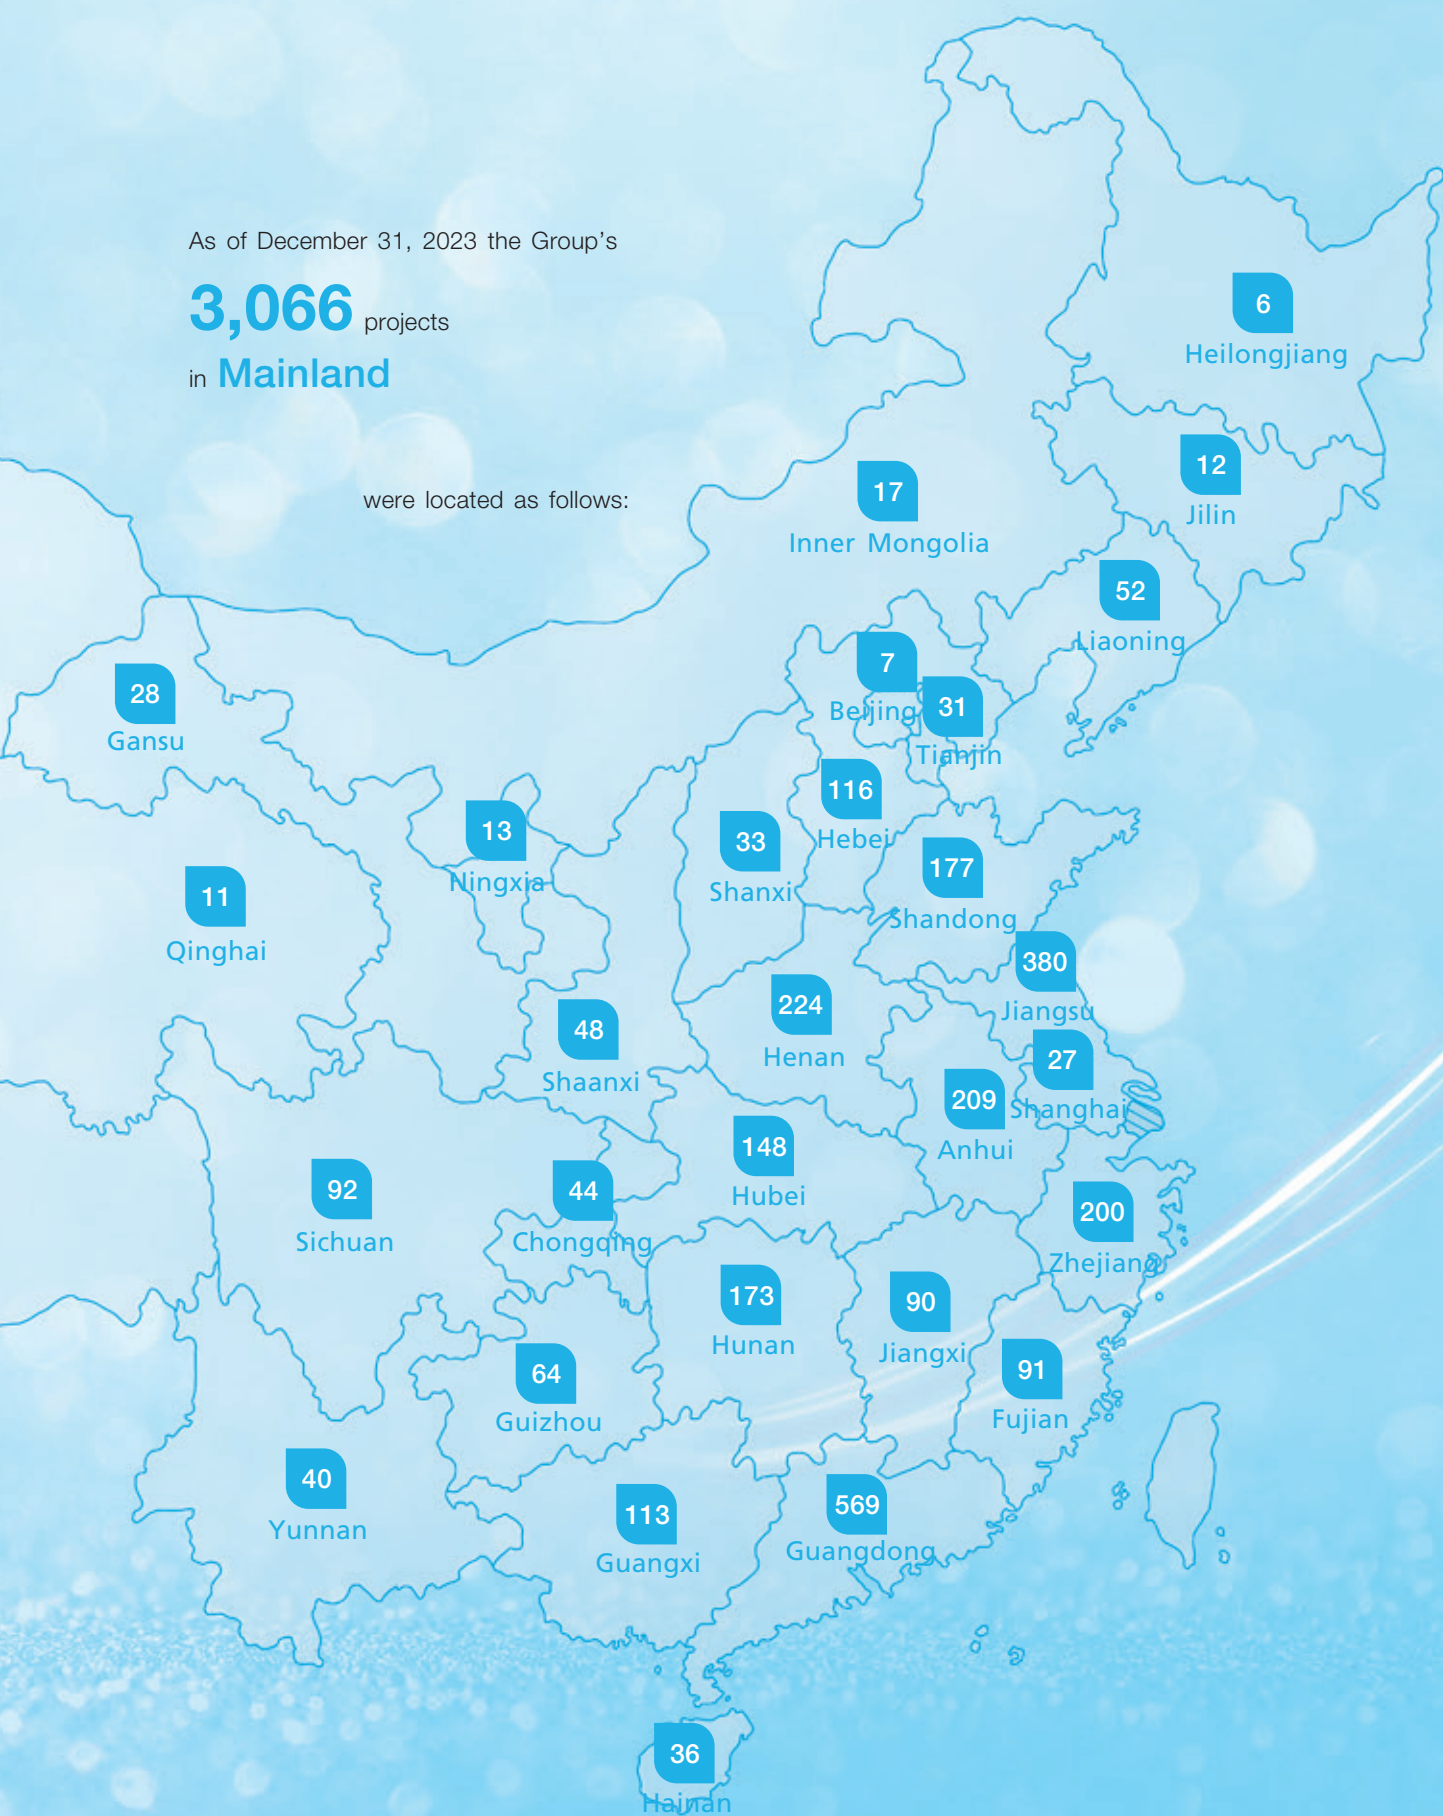 As of December 31, 2023 the Group's
3,066 projects
in Mainland
were located as follows:
6
Heilongjiang
12
Jilin
17
Inner Mongolia
52
Liaoning
7
Beijing
28
Gansu
31
Tianjin
116
Hebei
13
Ningxia
33
Shanxi
177
Shandong
11
Qinghai
380
Jiangsu
224
Henan
48
Shaanxi
27
Shanghai
209
Anhui
148
Hubei
92
Sichuan
44
Chongqing
200
Zhejiang
173
Hunan
90
Jiangxi
64
Guizhou
91
Fujian
40
Yunnan
113
Guangxi
569
Guangdong
36
Hainan